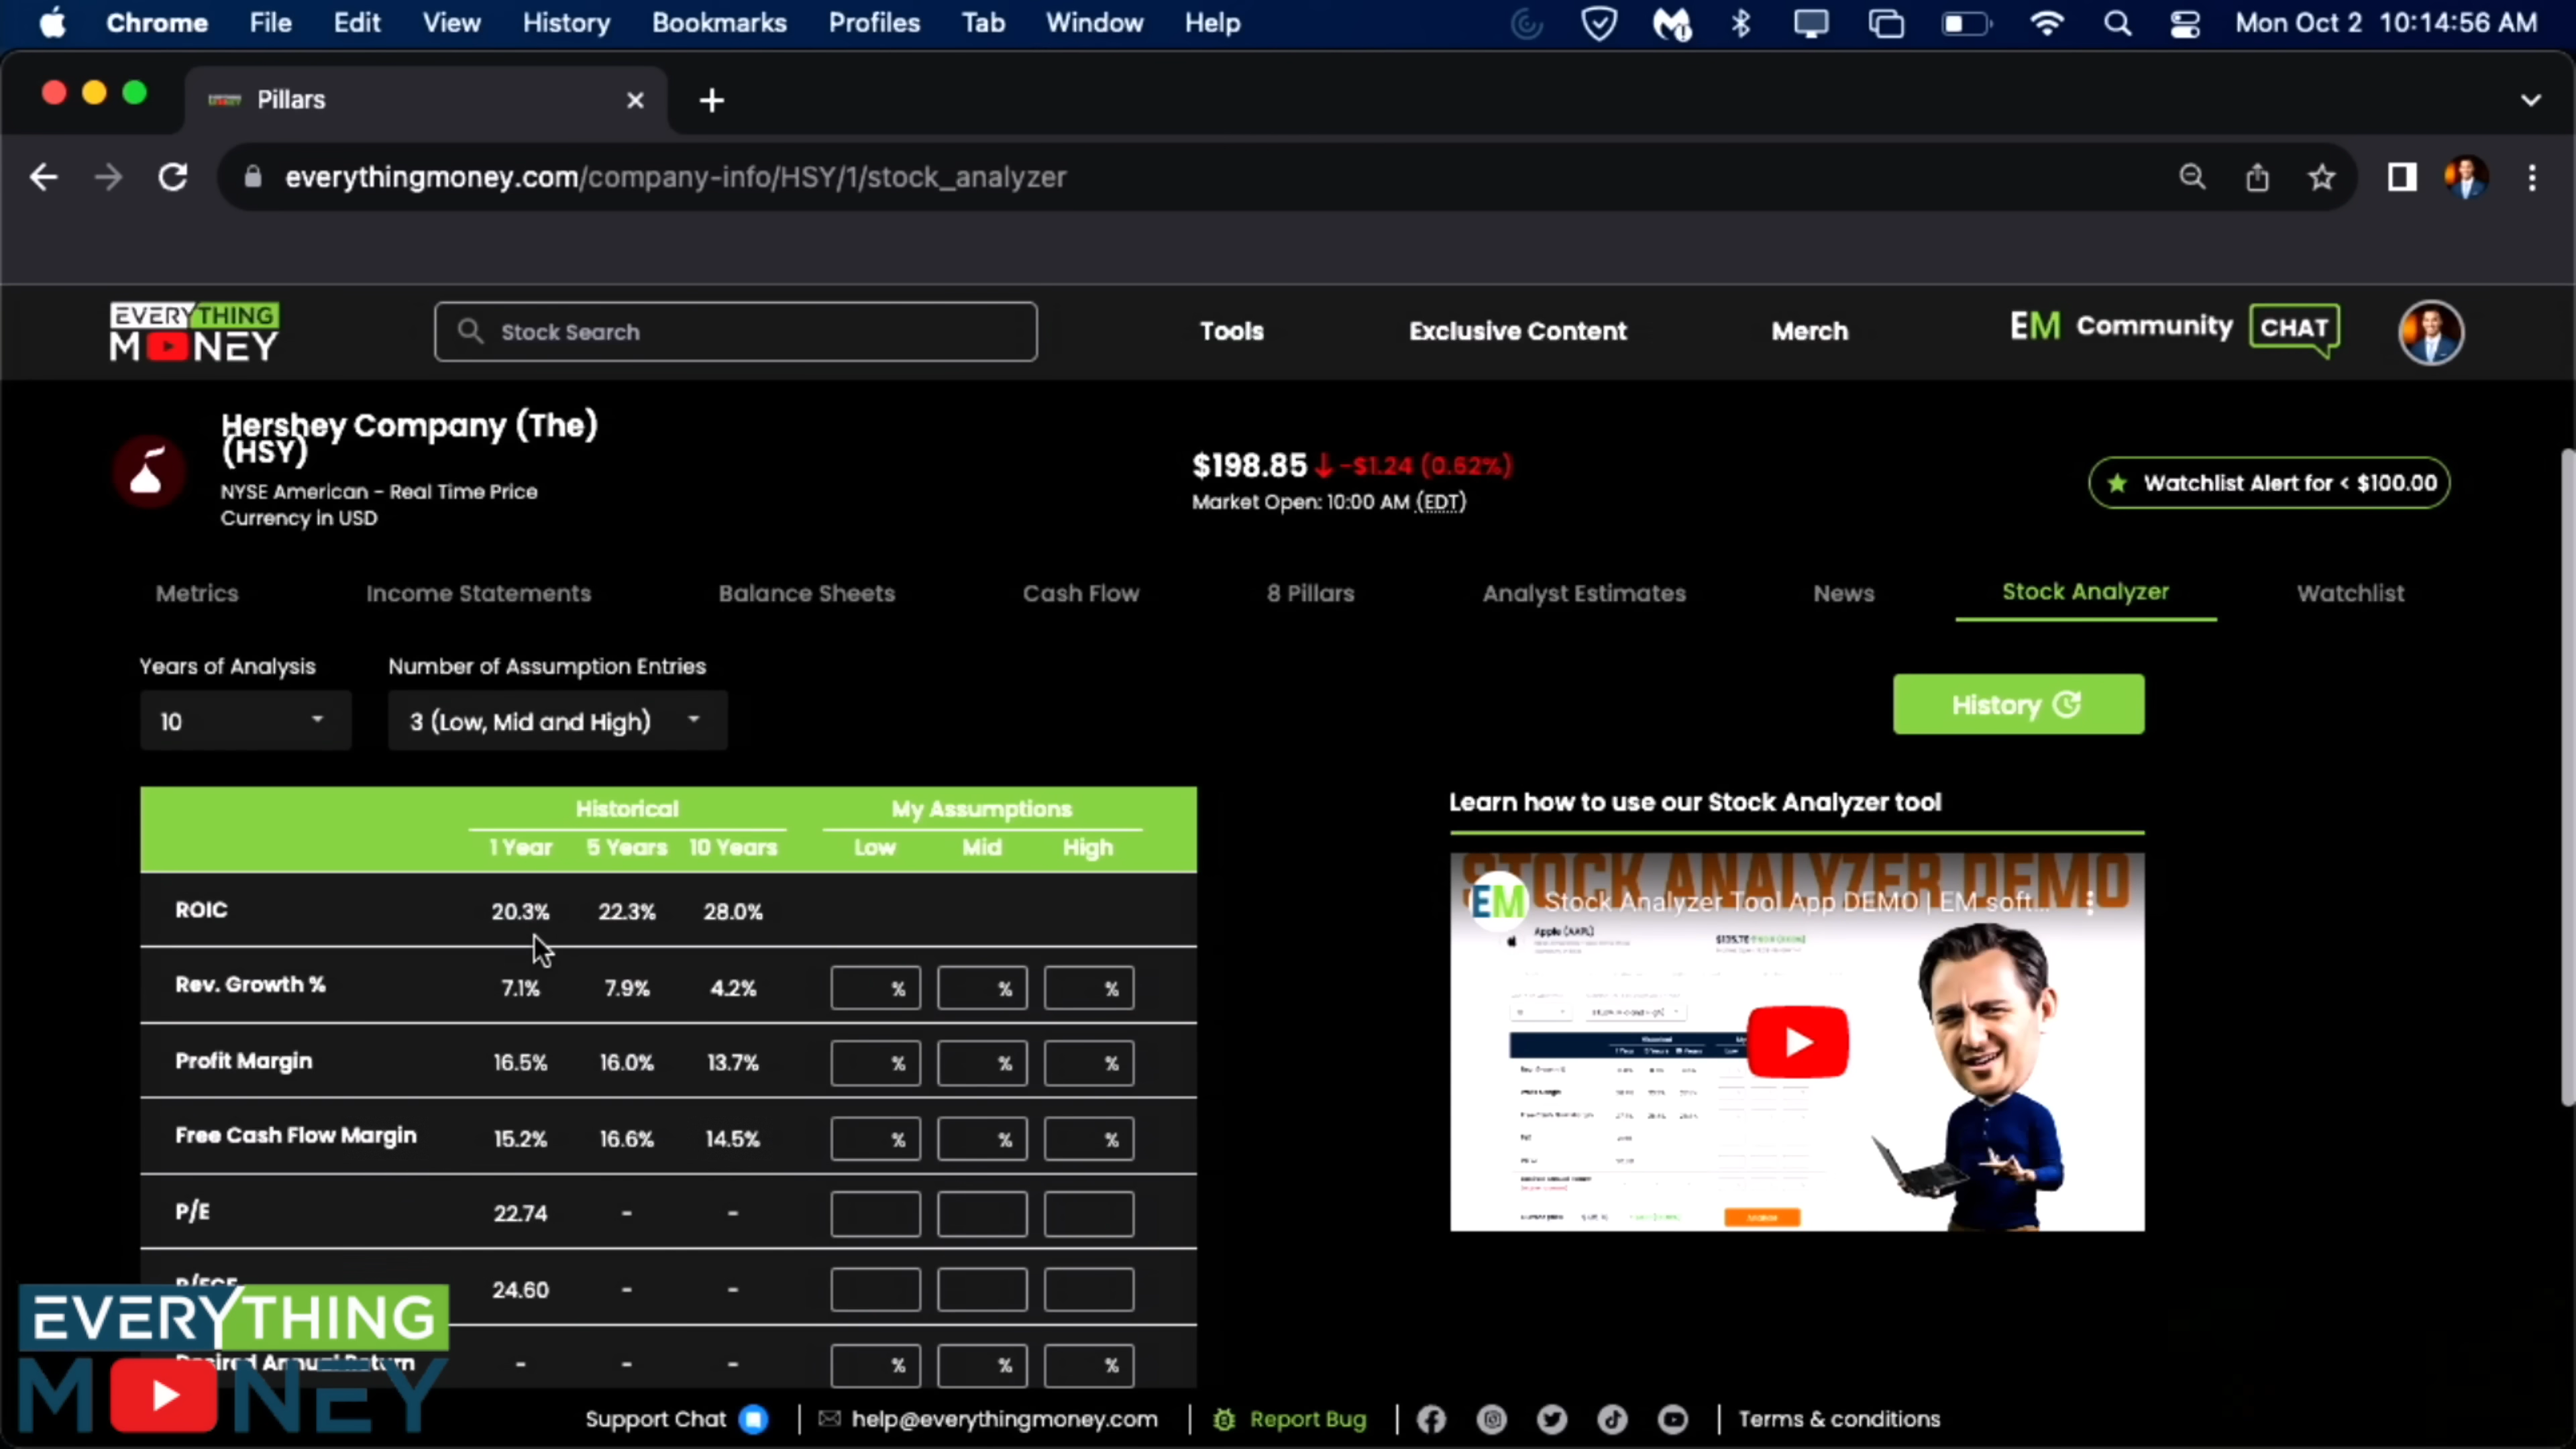 Chrome File Edit View History Bookmarks Profiles Tab Window Help Mon Oct 2 10:14:56 AM
Pillars
everythingmoney.com/company-info/HSY/1/stock_analyzer
EVERYTHING
MONEY
Stock Search
Tools
Exclusive Content
Merch
EM Community CHAT
Hershey Company (The)
(HSY)
NYSE American - Real Time Price
Currency in USD
$198.85 -$1.24 (0.62%)
Market Open: 10:00 AM (EDT)
Watchlist Alert for < $100.00
Metrics Income Statements Balance Sheets Cash Flow 8 Pillars Analyst Estimates News Stock Analyzer Watchlist
Years of Analysis
10
Number of Assumption Entries
3 (Low, Mid and High)
History
Historical My Assumptions
1 Year 5 Years 10 Years Low Mid High
ROIC 20.3% 22.3% 28.0%
Rev. Growth % 7.1% 7.9% 4.2% % % %
Profit Margin 16.5% 16.0% 13.7% % % %
Free Cash Flow Margin 15.2% 16.6% 14.5% % % %
P/E 22.74 - -
P/FCF 24.60 - -
Desired Annual Return - - - % % %
Learn how to use our Stock Analyzer tool
STOCK ANALYZER DEMO
EM Stock Analyzer Tool App DEMO | EM soft...
Apple (AAPL)
EVERYTHING
MONEY
Support Chat | help@everythingmoney.com | Report Bug | Terms & conditions